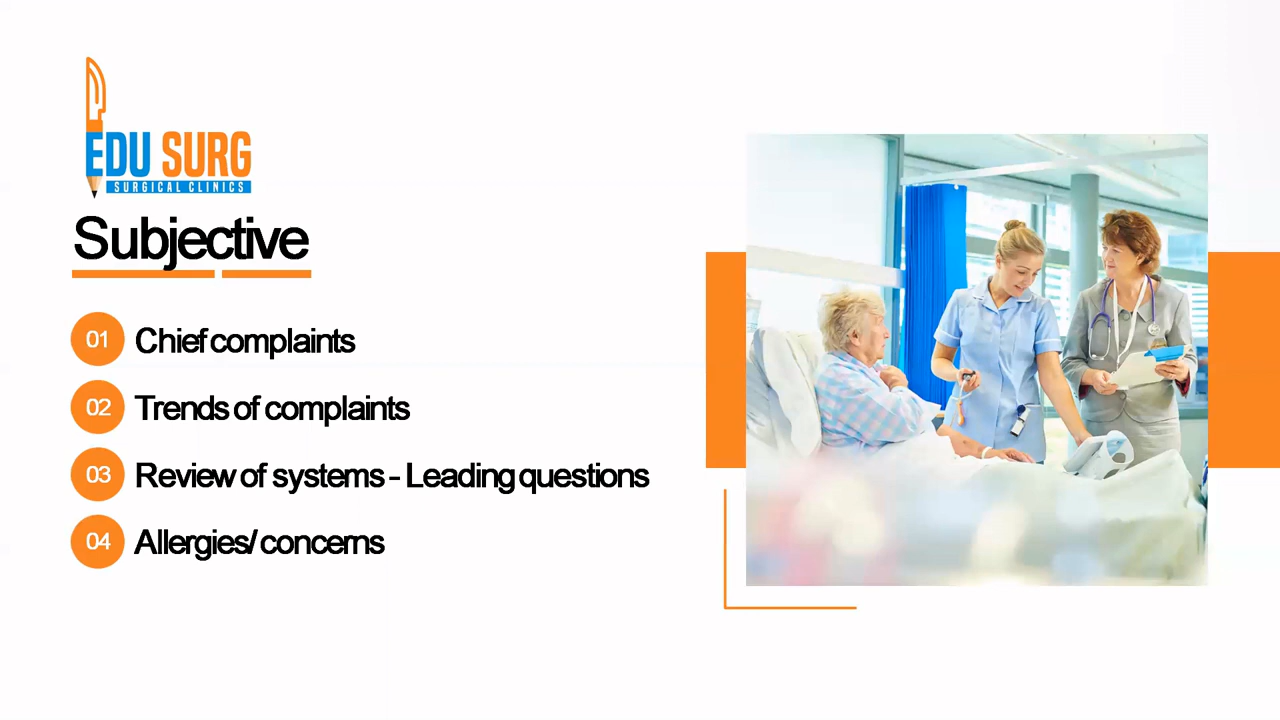 EDU SURG
SURGICAL CLINICS
Subjective
01 Chief complaints
02 Trends of complaints
03 Review of systems - Leading questions
04 Allergies/ concerns